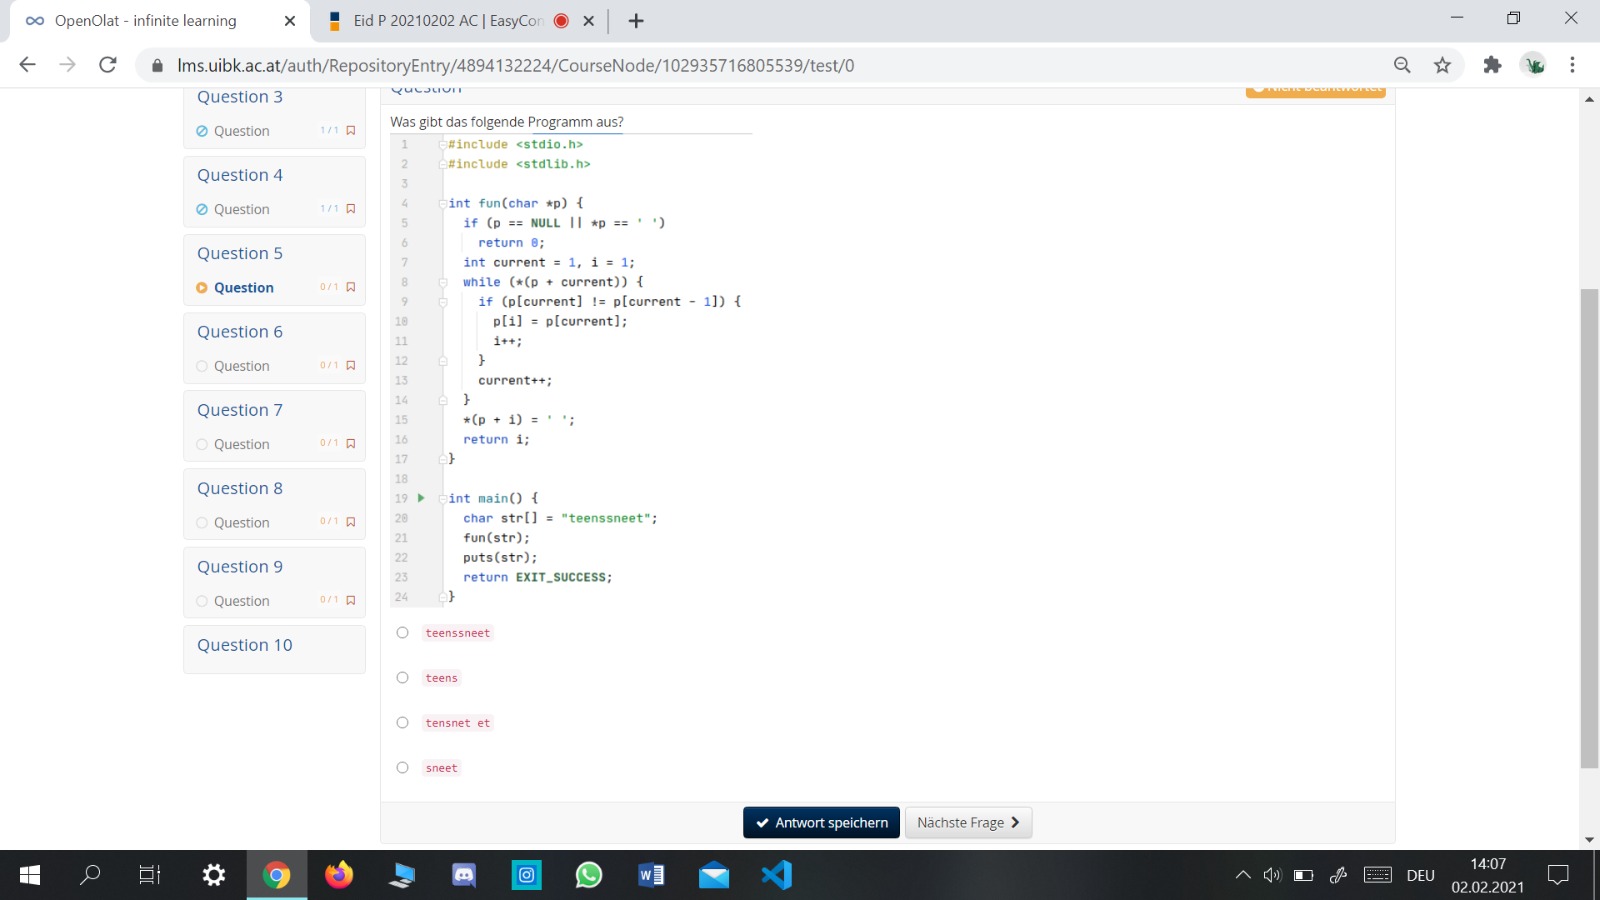 OpenOlat - infinite learning
Eid P 20210202 AC | EasyCon
lms.uibk.ac.at/auth/RepositoryEntry/4894132224/CourseNode/102935716805539/test/0
Question 3
Question 1 / 1
Question 4
Question 1 / 1
Question 5
Question 0 / 1
Question 6
Question 0 / 1
Question 7
Question 0 / 1
Question 8
Question 0 / 1
Question 9
Question 0 / 1
Question 10
Question
Nicht beantwortet
Was gibt das folgende Programm aus?
1 #include <stdio.h>
2 #include <stdlib.h>
3
4 int fun(char *p) {
5 if (p == NULL || *p == ' ')
6 return 0;
7 int current = 1, i = 1;
8 while (*(p + current)) {
9 if (p[current] != p[current - 1]) {
10 p[i] = p[current];
11 i++;
12 }
13 current++;
14 }
15 *(p + i) = ' ';
16 return i;
17 }
18
19 int main() {
20 char str[] = "teenssneet";
21 fun(str);
22 puts(str);
23 return EXIT_SUCCESS;
24 }
teenssneet
teens
tensnet et
sneet
Antwort speichern
Nächste Frage
DEU
14:07
02.02.2021